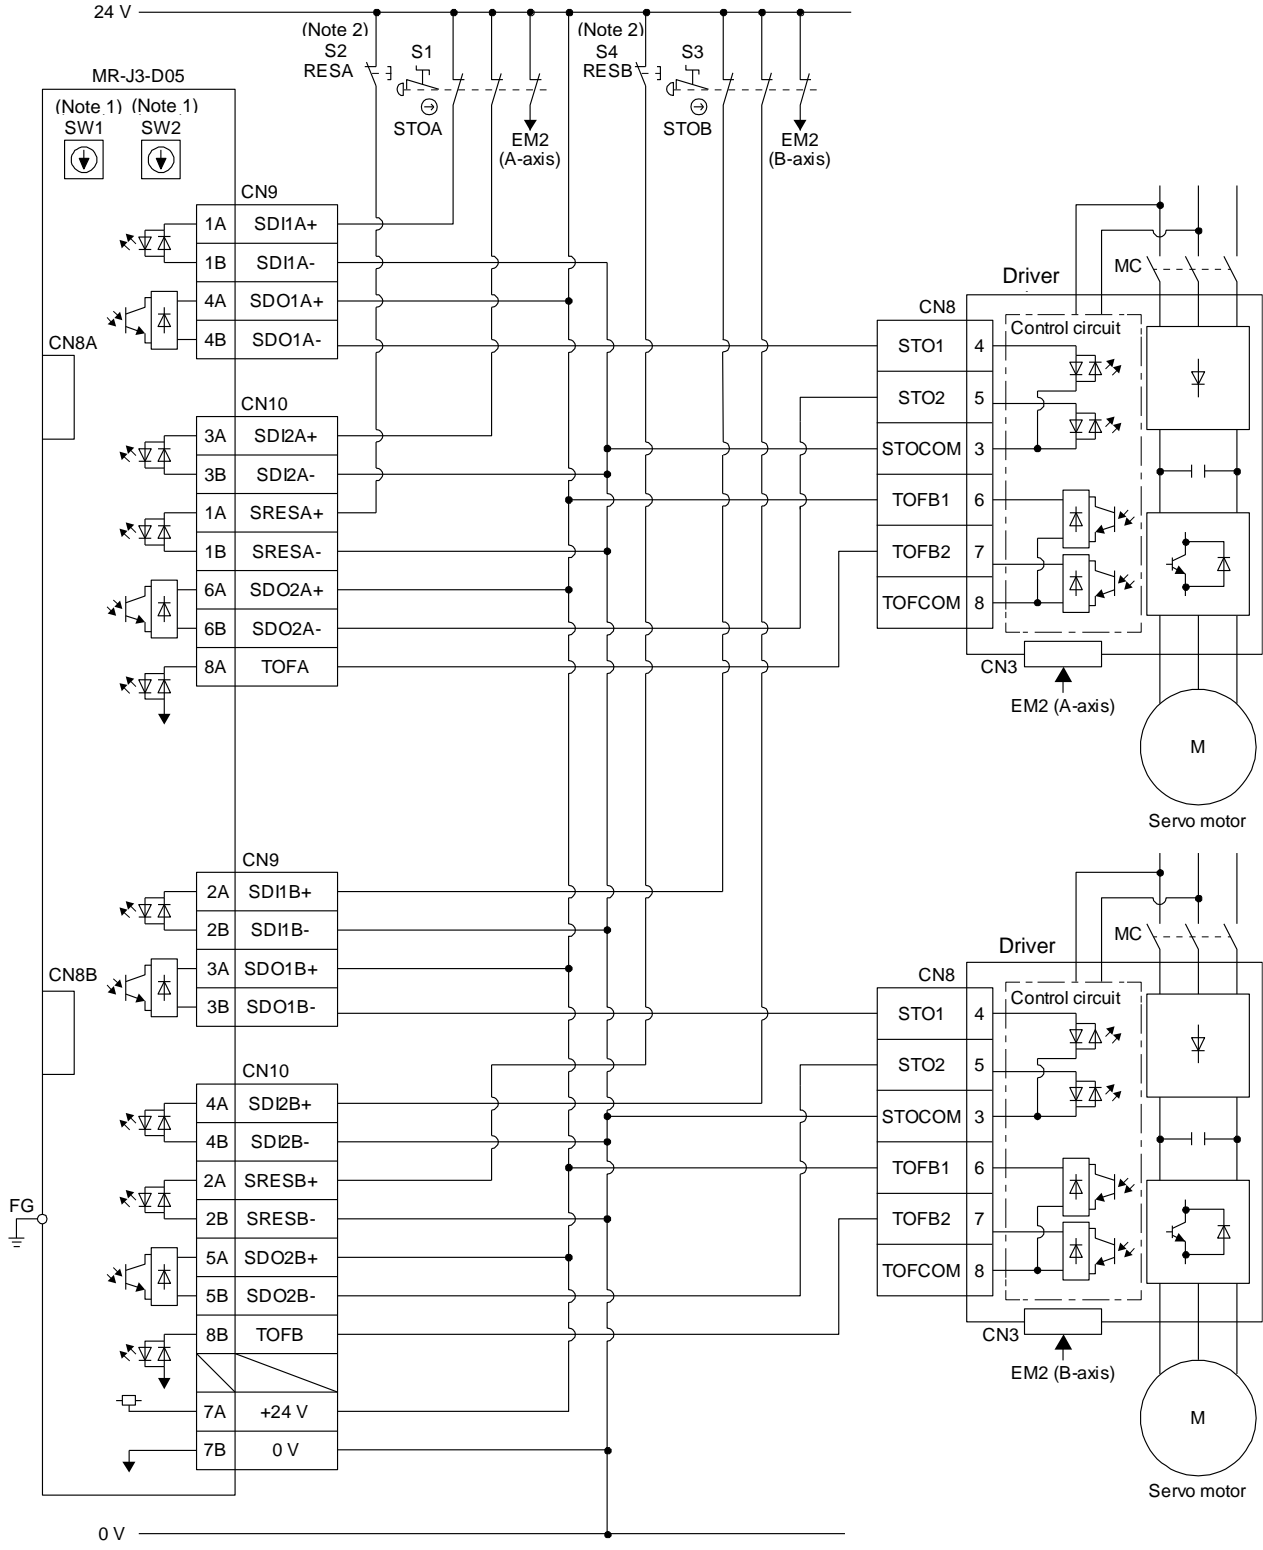 24 V
(Note 2)
S2
RESA
S1
STOA
EM2
(A-axis)
(Note 2)
S4
RESB
S3
STOB
EM2
(B-axis)
MR-J3-D05
(Note 1)
SW1
(Note 1)
SW2
CN9
1A SDI1A+
1B SDI1A-
4A SDO1A+
4B SDO1A-
CN8A
CN10
3A SDI2A+
3B SDI2A-
1A SRESA+
1B SRESA-
6A SDO2A+
6B SDO2A-
8A TOFA
MC
Driver
CN8
Control circuit
STO1 4
STO2 5
STOCOM 3
TOFB1 6
TOFB2 7
TOFCOM 8
CN3
EM2 (A-axis)
M
Servo motor
CN9
2A SDI1B+
2B SDI1B-
3A SDO1B+
3B SDO1B-
CN8B
CN10
4A SDI2B+
4B SDI2B-
2A SRESB+
2B SRESB-
5A SDO2B+
5B SDO2B-
8B TOFB
7A +24 V
7B 0 V
FG
MC
Driver
CN8
Control circuit
STO1 4
STO2 5
STOCOM 3
TOFB1 6
TOFB2 7
TOFCOM 8
CN3
EM2 (B-axis)
M
Servo motor
0 V